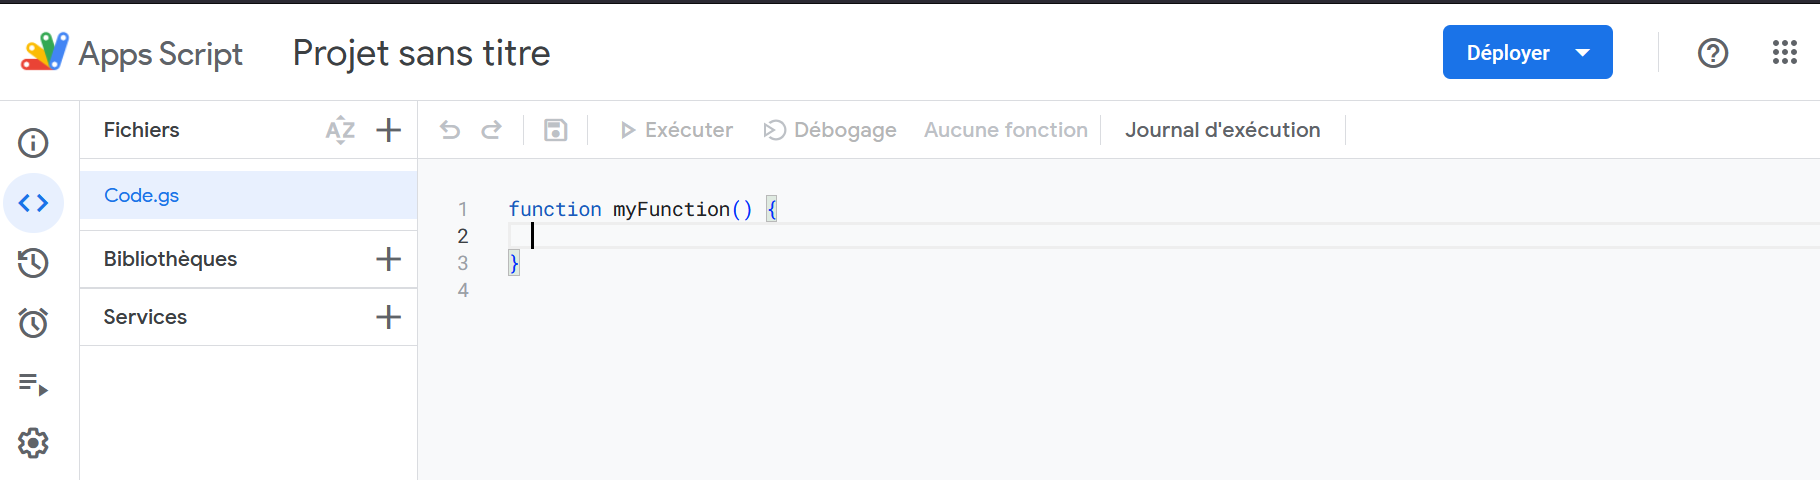 Apps Script Projet sans titre Déployer
Fichiers AZ Exécuter Débogage Aucune fonction Journal d'exécution
Code.gs
Bibliothèques
Services
1 function myFunction() {
2
3 }
4